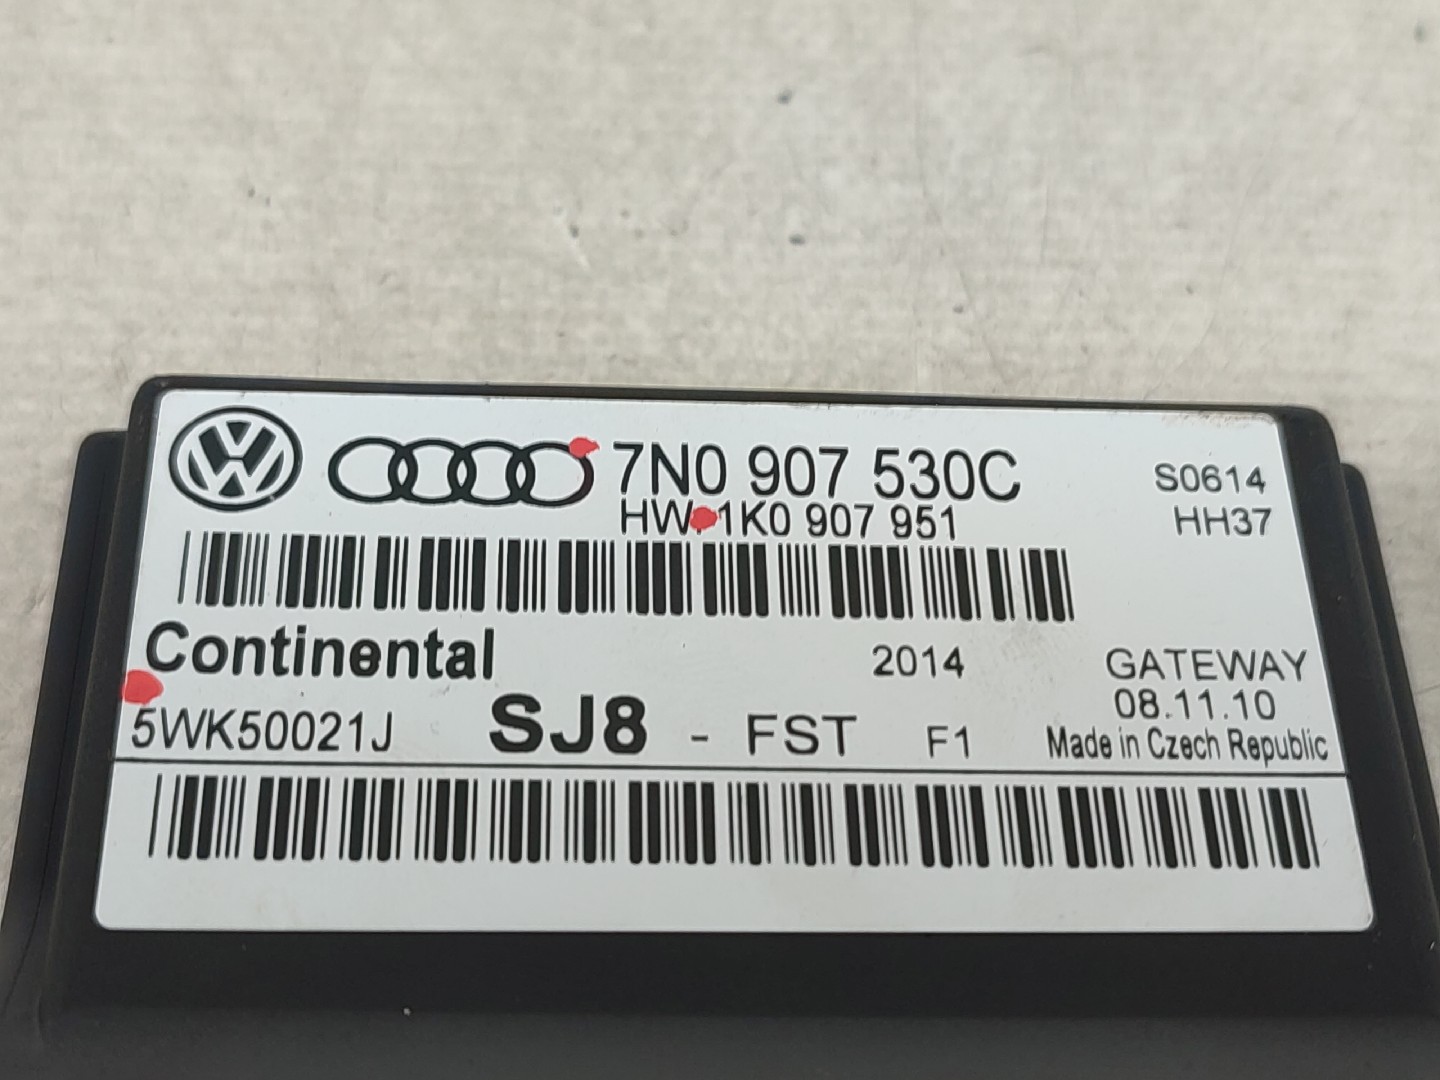 7N0 907 530C
S0614
HW: 1K0 907 951
HH37
Continental
2014
GATEWAY
08.11.10
5WK50021J
SJ8 - FST F1
Made in Czech Republic